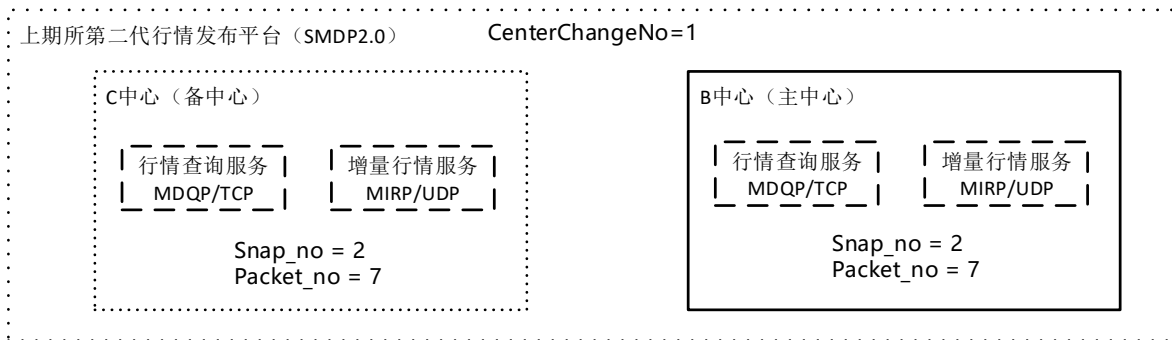 上期所第二代行情发布平台（SMDP2.0）
CenterChangeNo=1
C中心（备中心）
行情查询服务
MDQP/TCP
增量行情服务
MIRP/UDP
Snap_no = 2
Packet_no = 7
B中心（主中心）
行情查询服务
MDQP/TCP
增量行情服务
MIRP/UDP
Snap_no = 2
Packet_no = 7